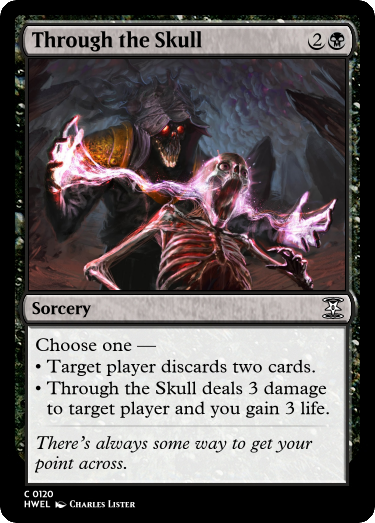 Through the Skull 2
Sorcery
Choose one —
• Target player discards two cards.
• Through the Skull deals 3 damage
to target player and you gain 3 life.
There's always some way to get your
point across.
C 0120
HWEL Charles Lister